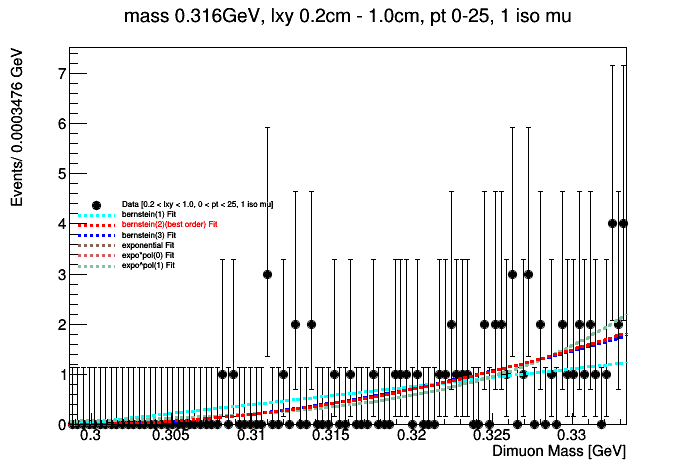 mass 0.316GeV, lxy 0.2cm - 1.0cm, pt 0-25, 1 iso mu
Events/ 0.0003476 GeV
7
6
5
4
3
2
1
0
Data [0.2 < lxy < 1.0, 0 < pt < 25, 1 iso mu]
bernstein(1) Fit
bernstein(2)(best order) Fit
bernstein(3) Fit
exponential Fit
expo*pol(0) Fit
expo*pol(1) Fit
0.3 0.305 0.31 0.315 0.32 0.325 0.33
Dimuon Mass [GeV]